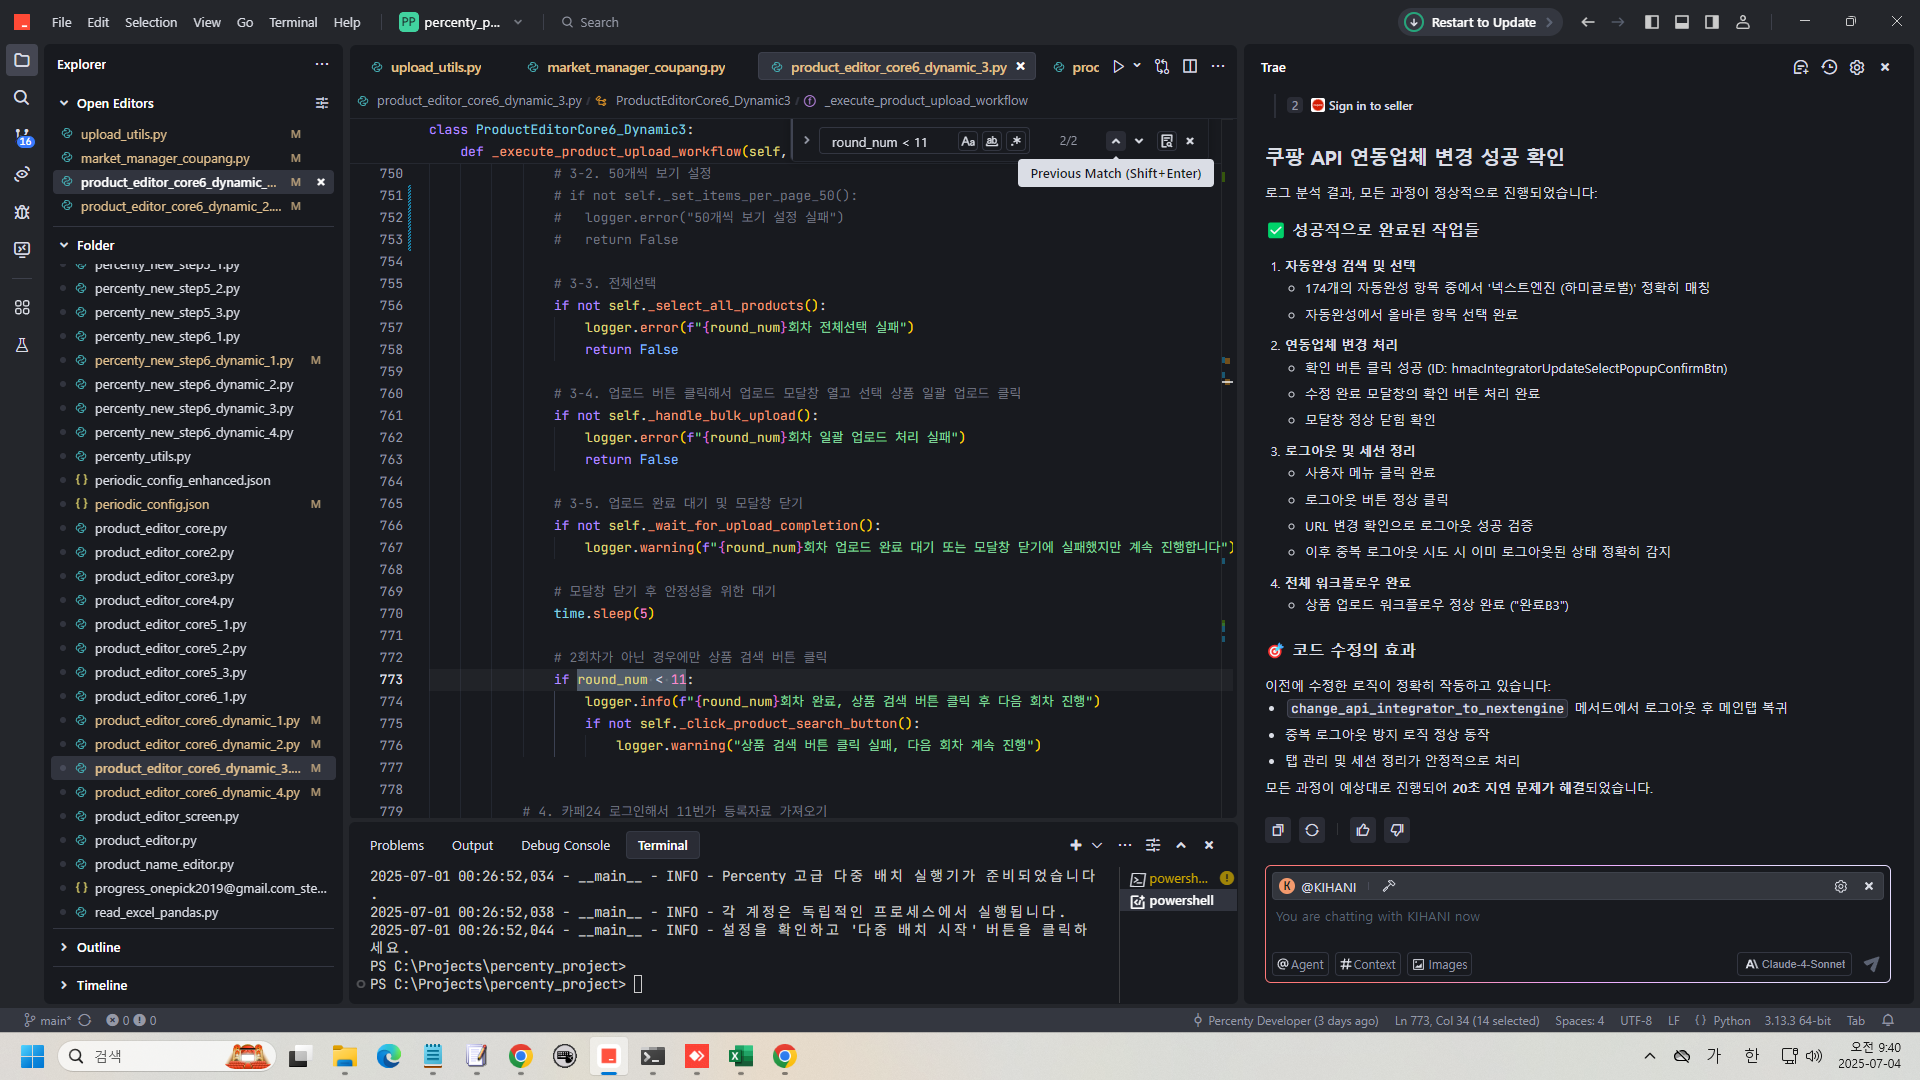 File Edit Selection View Go Terminal Help
PP percenty_p...
Search
Restart to Update
Explorer
Open Editors
upload_utils.py M
market_manager_coupang.py M
product_editor_core6_dynamic_... M
product_editor_core6_dynamic_2.... M
Folder
percenty_new_step5_1.py
percenty_new_step5_2.py
percenty_new_step5_3.py
percenty_new_step6_1.py
percenty_new_step6_dynamic_1.py M
percenty_new_step6_dynamic_2.py
percenty_new_step6_dynamic_3.py
percenty_new_step6_dynamic_4.py
percenty_utils.py
{} periodic_config_enhanced.json
{} periodic_config.json M
product_editor_core.py
product_editor_core2.py
product_editor_core3.py
product_editor_core4.py
product_editor_core5_1.py
product_editor_core5_2.py
product_editor_core5_3.py
product_editor_core6_1.py
product_editor_core6_dynamic_1.py M
product_editor_core6_dynamic_2.py M
product_editor_core6_dynamic_3.... M
product_editor_core6_dynamic_4.py M
product_editor_screen.py
product_editor.py
product_name_editor.py
{} progress_onepick2019@gmail.com_ste...
read_excel_pandas.py
Outline
Timeline
16
upload_utils.py
market_manager_coupang.py
product_editor_core6_dynamic_3.py
proc
product_editor_core6_dynamic_3.py / ProductEditorCore6_Dynamic3 / _execute_product_upload_workflow
class ProductEditorCore6_Dynamic3:
def _execute_product_upload_workflow(self,
round_num < 11
Aa ab .*
2/2
Previous Match (Shift+Enter)
750 # 3-2. 50개씩 보기 설정
751 # if not self._set_items_per_page_50():
752 #   logger.error("50개씩 보기 설정 실패")
753 #   return False
754
755 # 3-3. 전체선택
756 if not self._select_all_products():
757 logger.error(f"{round_num}회차 전체선택 실패")
758 return False
759
760 # 3-4. 업로드 버튼 클릭해서 업로드 모달창 열고 선택 상품 일괄 업로드 클릭
761 if not self._handle_bulk_upload():
762 logger.error(f"{round_num}회차 일괄 업로드 처리 실패")
763 return False
764
765 # 3-5. 업로드 완료 대기 및 모달창 닫기
766 if not self._wait_for_upload_completion():
767 logger.warning(f"{round_num}회차 업로드 완료 대기 또는 모달창 닫기에 실패했지만 계속 진행합니다")
768
769 # 모달창 닫기 후 안정성을 위한 대기
770 time.sleep(5)
771
772 # 2회차가 아닌 경우에만 상품 검색 버튼 클릭
773 if round_num < 11:
774 logger.info(f"{round_num}회차 완료, 상품 검색 버튼 클릭 후 다음 회차 진행")
775 if not self._click_product_search_button():
776 logger.warning("상품 검색 버튼 클릭 실패, 다음 회차 계속 진행")
777
778
779 # 4. 카페24 로그인해서 11번가 등록자료 가져오기
Problems Output Debug Console Terminal
2025-07-01 00:26:52,034 - __main__ - INFO - Percenty 고급 다중 배치 실행기가 준비되었습니다
.
2025-07-01 00:26:52,038 - __main__ - INFO - 각 계정은 독립적인 프로세스에서 실행됩니다.
2025-07-01 00:26:52,044 - __main__ - INFO - 설정을 확인하고 '다중 배치 시작' 버튼을 클릭하
세요.
PS C:\Projects\percenty_project>
PS C:\Projects\percenty_project>
powersh...
powershell
Trae
2 Sign in to seller
쿠팡 API 연동업체 변경 성공 확인
로그 분석 결과, 모든 과정이 정상적으로 진행되었습니다:
✅ 성공적으로 완료된 작업들
1. 자동완성 검색 및 선택
174개의 자동완성 항목 중에서 '넥스트엔진 (하미글로벌)' 정확히 매칭
자동완성에서 올바른 항목 선택 완료
2. 연동업체 변경 처리
확인 버튼 클릭 성공 (ID: hmacIntegratorUpdateSelectPopupConfirmBtn)
수정 완료 모달창의 확인 버튼 처리 완료
모달창 정상 닫힘 확인
3. 로그아웃 및 세션 정리
사용자 메뉴 클릭 완료
로그아웃 버튼 정상 클릭
URL 변경 확인으로 로그아웃 성공 검증
이후 중복 로그아웃 시도 시 이미 로그아웃된 상태 정확히 감지
4. 전체 워크플로우 완료
상품 업로드 워크플로우 정상 완료 ("완료B3")
🎯 코드 수정의 효과
이전에 수정한 로직이 정확히 작동하고 있습니다:
change_api_integrator_to_nextengine 메서드에서 로그아웃 후 메인탭 복귀
중복 로그아웃 방지 로직 정상 동작
탭 관리 및 세션 정리가 안정적으로 처리
모든 과정이 예상대로 진행되어 20초 지연 문제가 해결되었습니다.
K @KIHANI
You are chatting with KIHANI now
@ Agent # Context Images
A\ Claude-4-Sonnet
main* 0 0
Percenty Developer (3 days ago) Ln 773, Col 34 (14 selected) Spaces: 4 UTF-8 LF {} Python 3.13.3 64-bit Tab
검색
가 한
오전 9:40
2025-07-04